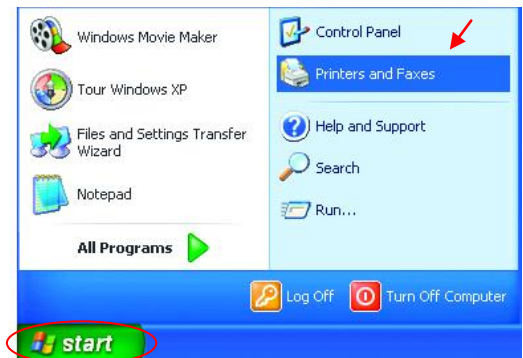 Windows Movie Maker
Tour Windows XP
Files and Settings Transfer
Wizard
Notepad
All Programs
Control Panel
Printers and Faxes
Help and Support
Search
Run...
Log Off
Turn Off Computer
start